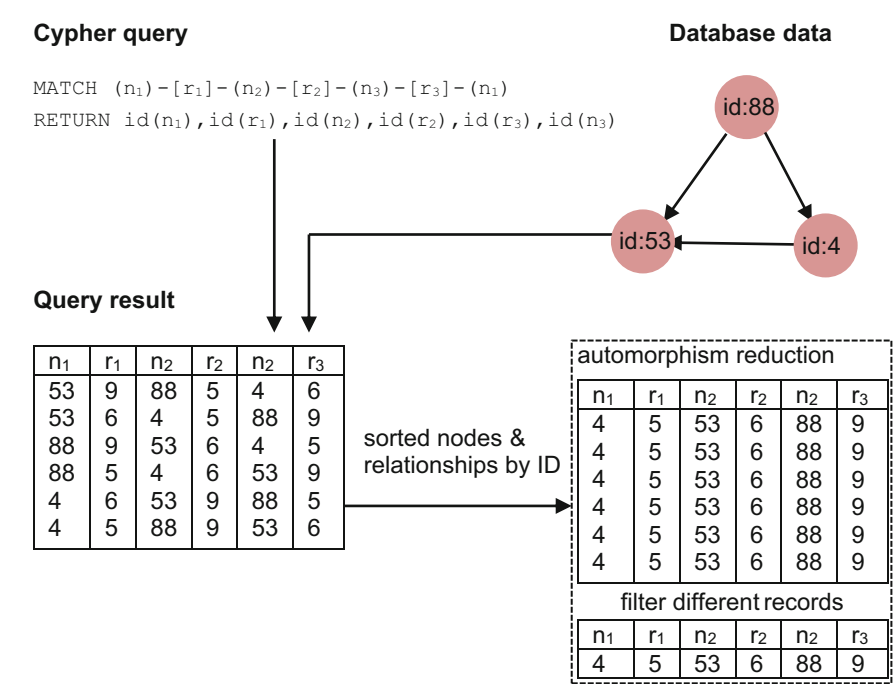 Cypher query
Database data
MATCH (n₁)-[r₁]-(n₂)-[r₂]-(n₃)-[r₃]-(n₁)
RETURN id(n₁),id(r₁),id(n₂),id(r₂),id(r₃),id(n₃)
id:88
id:53
id:4
Query result
n₁ r₁ n₂ r₂ n₂ r₃
53 9 88 5 4 6
53 6 4 5 88 9
88 9 53 6 4 5
88 5 4 6 53 9
4 6 53 9 88 5
4 5 88 9 53 6
sorted nodes &
relationships by ID
automorphism reduction
n₁ r₁ n₂ r₂ n₂ r₃
4 5 53 6 88 9
4 5 53 6 88 9
4 5 53 6 88 9
4 5 53 6 88 9
4 5 53 6 88 9
4 5 53 6 88 9
filter different records
n₁ r₁ n₂ r₂ n₂ r₃
4 5 53 6 88 9